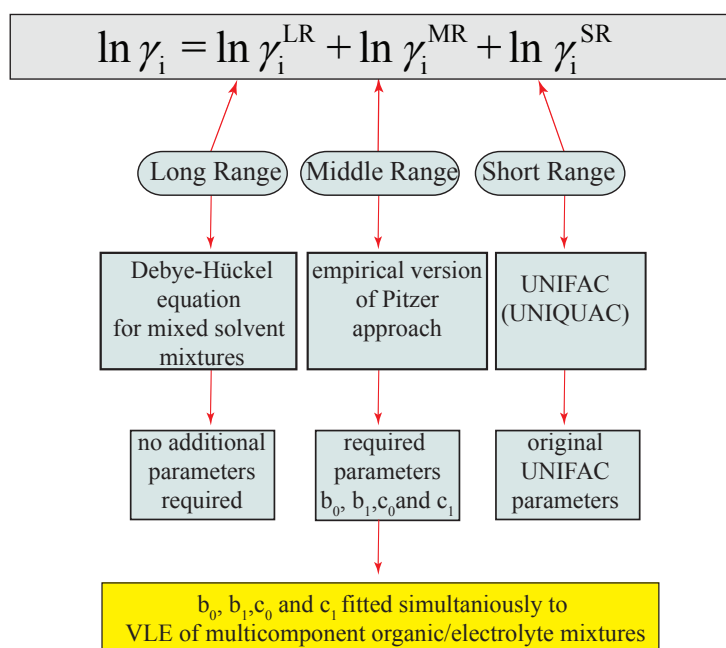 ln γᵢ = ln γᵢᴸᴿ + ln γᵢᴹᴿ + ln γᵢˢᴿ
Long Range
Middle Range
Short Range
Debye-Hückel
equation
for mixed solvent
mixtures
empirical version
of Pitzer
approach
UNIFAC
(UNIQUAC)
no additional
parameters
required
required
parameters
b₀, b₁,c₀and c₁
original
UNIFAC
parameters
b₀, b₁,c₀ and c₁ fitted simultaniously to
VLE of multicomponent organic/electrolyte mixtures